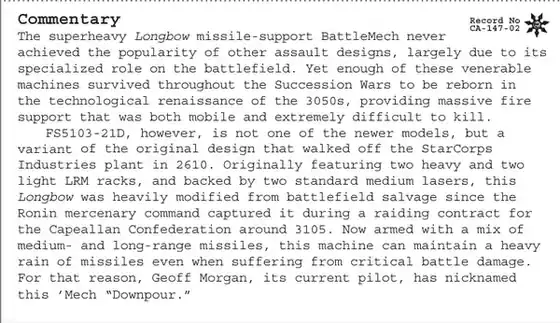 Commentary
Record No
CA-147-02
The superheavy Longbow missile-support BattleMech never
achieved the popularity of other assault designs, largely due to its
specialized role on the battlefield. Yet enough of these venerable
machines survived throughout the Succession Wars to be reborn in
the technological renaissance of the 3050s, providing massive fire
support that was both mobile and extremely difficult to kill.
FS5103-21D, however, is not one of the newer models, but a
variant of the original design that walked off the StarCorps
Industries plant in 2610. Originally featuring two heavy and two
light LRM racks, and backed by two standard medium lasers, this
Longbow was heavily modified from battlefield salvage since the
Ronin mercenary command captured it during a raiding contract for
the Capeallan Confederation around 3105. Now armed with a mix of
medium- and long-range missiles, this machine can maintain a heavy
rain of missiles even when suffering from critical battle damage.
For that reason, Geoff Morgan, its current pilot, has nicknamed
this ’Mech “Downpour.”